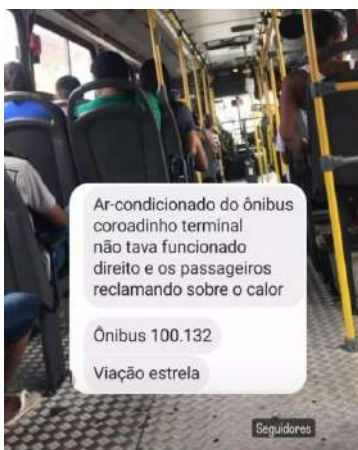 Ar-condicionado do ônibus
coroadinho terminal
não tava funcionado
direito e os passageiros
reclamando sobre o calor
Ônibus 100.132
Viação estrela
Seguidores